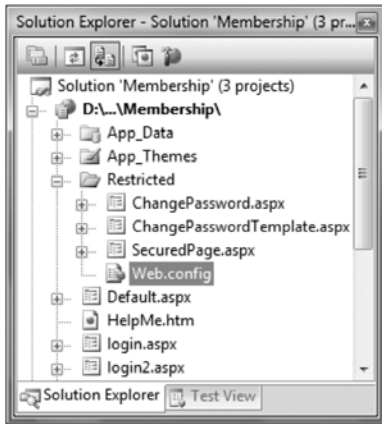 Solution Explorer - Solution 'Membership' (3 pr...
Solution 'Membership' (3 projects)
D:\...\Membership\
App_Data
App_Themes
Restricted
ChangePassword.aspx
ChangePasswordTemplate.aspx
SecuredPage.aspx
Web.config
Default.aspx
HelpMe.htm
login.aspx
login2.aspx
Solution Explorer Test View